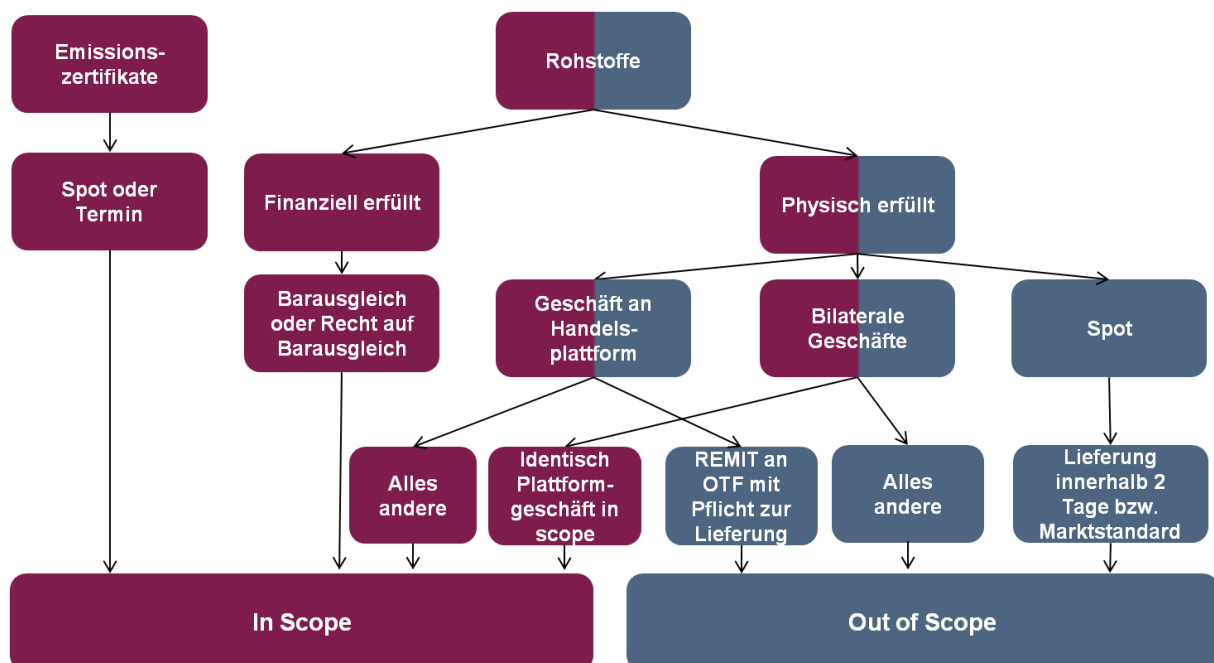 Emissions-
zertifikate
Rohstoffe
Spot oder
Termin
Finanziell erfüllt
Physisch erfüllt
Barausgleich
oder Recht auf
Barausgleich
Geschäft an
Handels-
plattform
Bilaterale
Geschäfte
Spot
Alles
andere
Identisch
Plattform-
geschäft in
scope
REMIT an
OTF mit
Pflicht zur
Lieferung
Alles
andere
Lieferung
innerhalb 2
Tage bzw.
Marktstandard
In Scope
Out of Scope